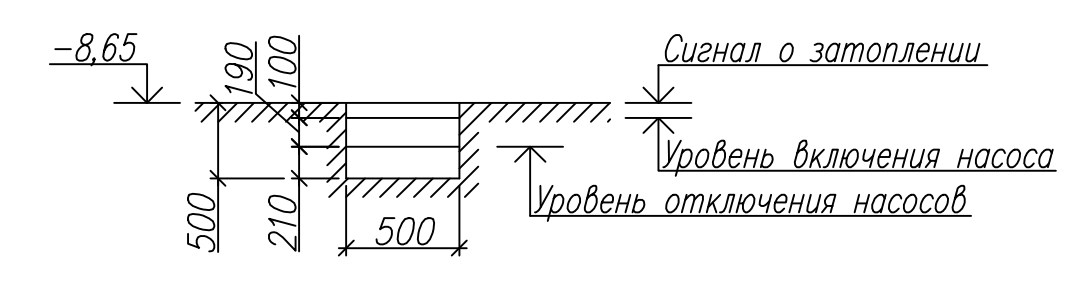 -8,65
190
100
Сигнал о затоплении
Уровень включения насоса
Уровень отключения насосов
500
210
500